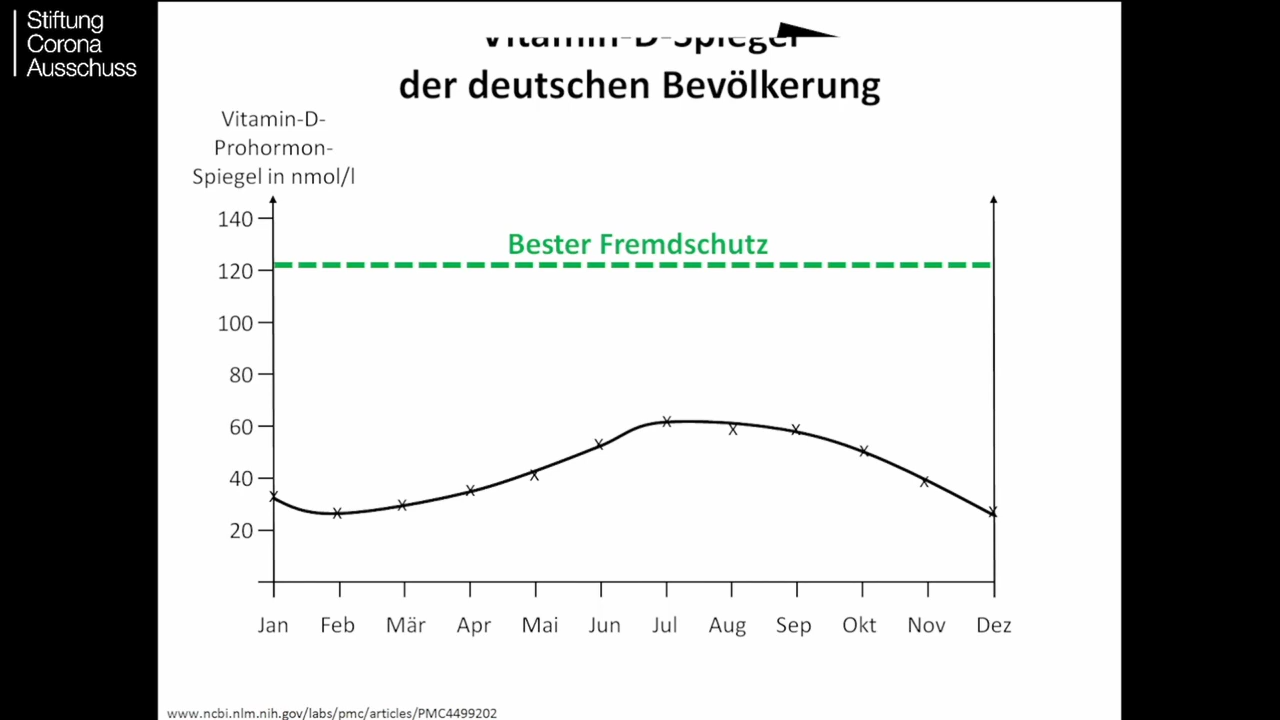 Stiftung
Corona
Ausschuss
Vitamin-D-Spiegel
der deutschen Bevölkerung
Vitamin-D-
Prohormon-
Spiegel in nmol/l
140
Bester Fremdschutz
120
100
80
60
40
20
Jan Feb Mär Apr Mai Jun Jul Aug Sep Okt Nov Dez
www.ncbi.nlm.nih.gov/labs/pmc/articles/PMC4499202